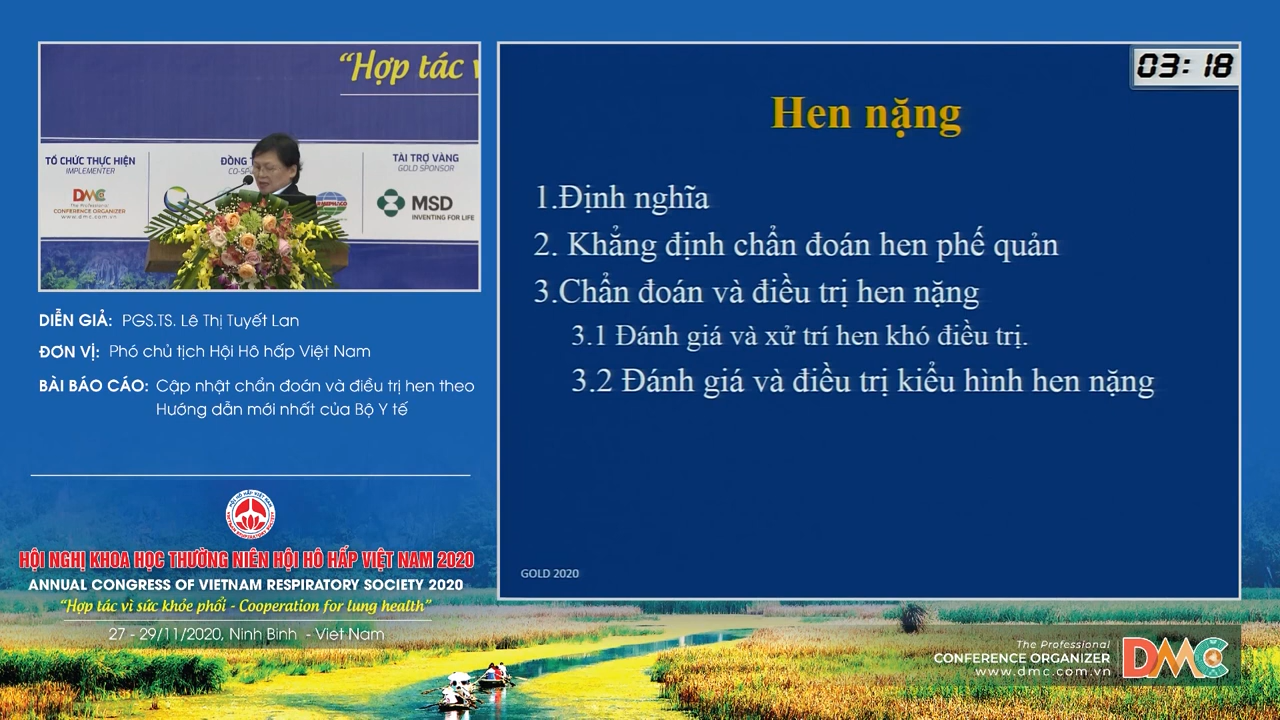 “Hợp tác v
TỔ CHỨC THỰC HIỆN
IMPLEMENTER
DMC
The Professional
CONFERENCE ORGANIZER
www.dmc.com.vn
ĐỒNG T
CO-SP
TÀI TRỢ VÀNG
GOLD SPONSOR
MSD
INVENTING FOR LIFE
DIỄN GIẢ: PGS.TS. Lê Thị Tuyết Lan
ĐƠN VỊ: Phó chủ tịch Hội Hô hấp Việt Nam
BÀI BÁO CÁO: Cập nhật chẩn đoán và điều trị hen theo
Hướng dẫn mới nhất của Bộ Y tế
HỘI NGHỊ KHOA HỌC THƯỜNG NIÊN HỘI HÔ HẤP VIỆT NAM 2020
ANNUAL CONGRESS OF VIETNAM RESPIRATORY SOCIETY 2020
“Hợp tác vì sức khỏe phổi - Cooperation for lung health”
27 - 29/11/2020, Ninh Bình - Viet Nam
03:18
Hen nặng
1.Định nghĩa
2. Khẳng định chẩn đoán hen phế quản
3.Chẩn đoán và điều trị hen nặng
3.1 Đánh giá và xử trí hen khó điều trị.
3.2 Đánh giá và điều trị kiểu hình hen nặng
GOLD 2020
The Professional
CONFERENCE ORGANIZER
www.dmc.com.vn
DMC